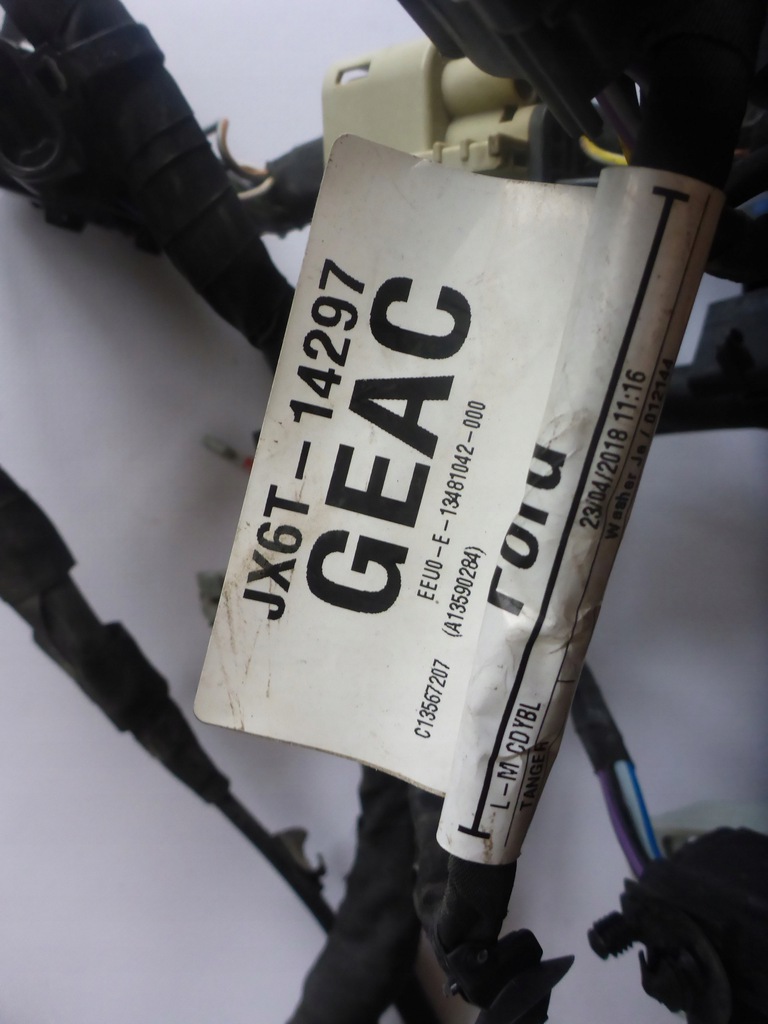 JX6T-14297
GEAC
EEU0-E-13481042-000
C13567207 (A13590284)
Ford
23/04/2018 11:16
L-M CDYBL
TANGER